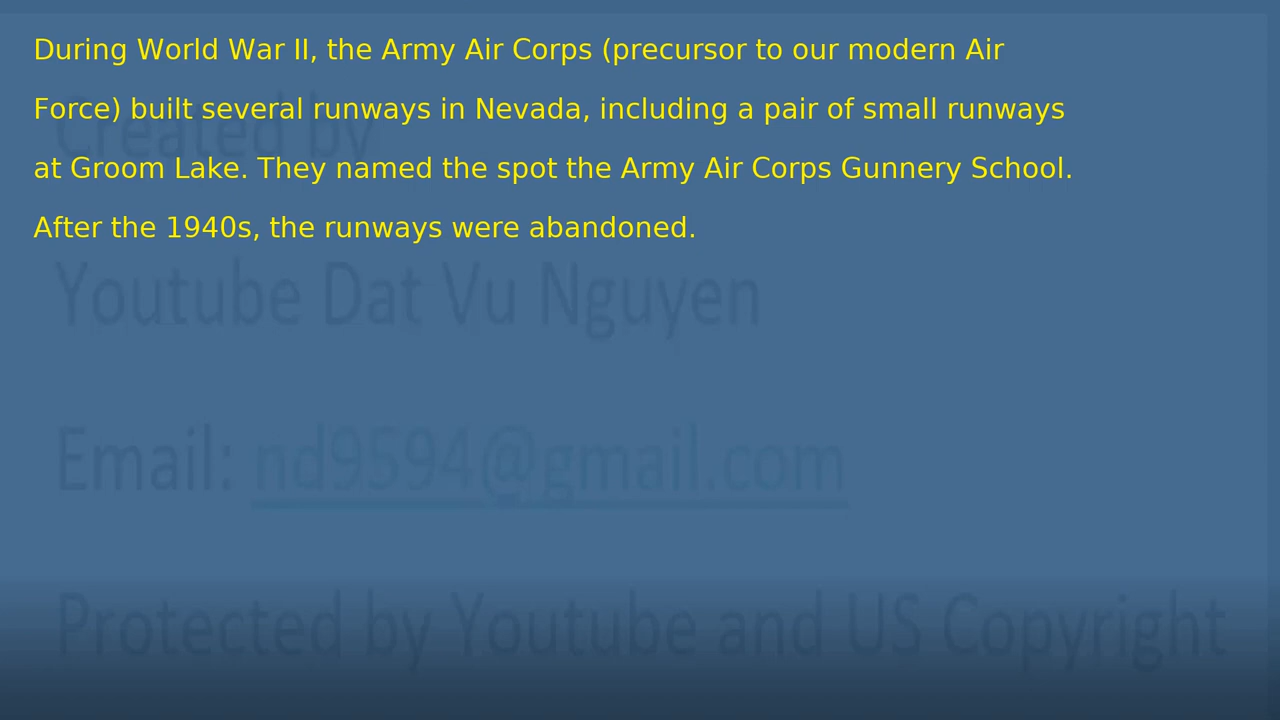 During World War II, the Army Air Corps (precursor to our modern Air
Force) built several runways in Nevada, including a pair of small runways
at Groom Lake. They named the spot the Army Air Corps Gunnery School.
After the 1940s, the runways were abandoned.
Created by
Youtube Dat Vu Nguyen
Email: nd9594@gmail.com
Protected by Youtube and US Copyright